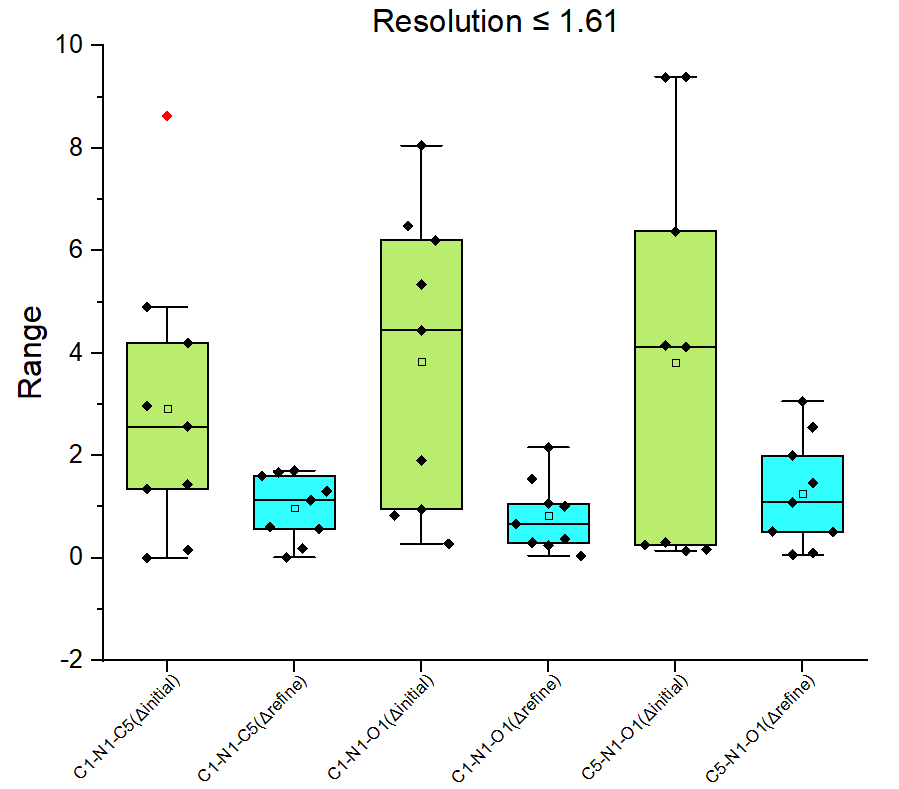 Resolution ≤ 1.61
Range
10
8
6
4
2
0
-2
C1-N1-C5(Δinitial)
C1-N1-C5(Δrefine)
C1-N1-O1(Δinitial)
C1-N1-O1(Δrefine)
C5-N1-O1(Δinitial)
C5-N1-O1(Δrefine)